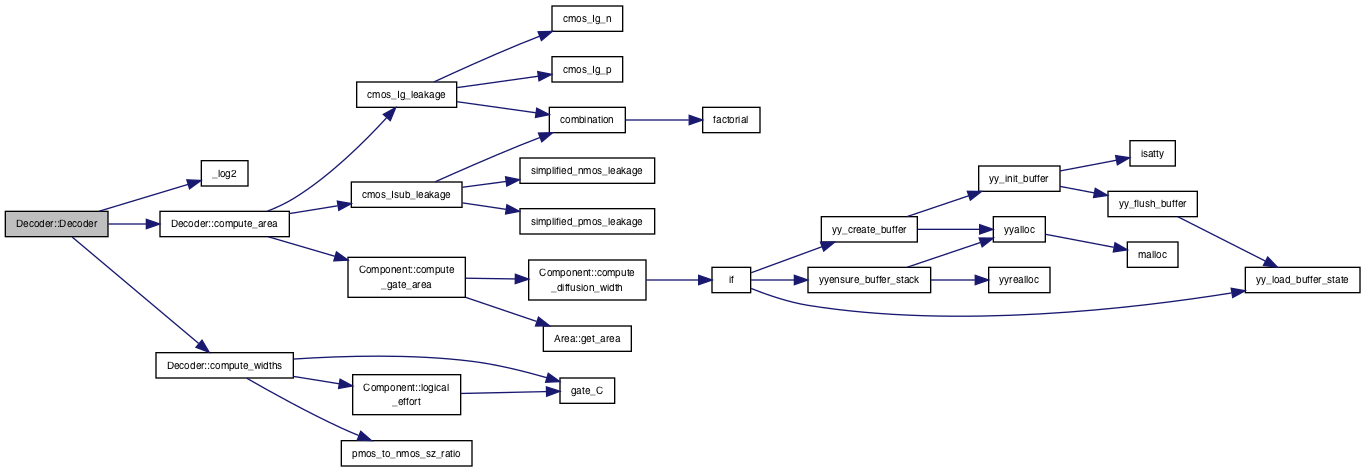 Decoder::Decoder
_log2
Decoder::compute_area
Decoder::compute_widths
cmos_Ig_leakage
cmos_Isub_leakage
Component::compute
_gate_area
Component::logical
_effort
pmos_to_nmos_sz_ratio
cmos_Ig_n
cmos_Ig_p
combination
simplified_nmos_leakage
simplified_pmos_leakage
Component::compute
_diffusion_width
Area::get_area
gate_C
factorial
if
yy_create_buffer
yyensure_buffer_stack
yy_init_buffer
yyalloc
yyrealloc
isatty
yy_flush_buffer
malloc
yy_load_buffer_state